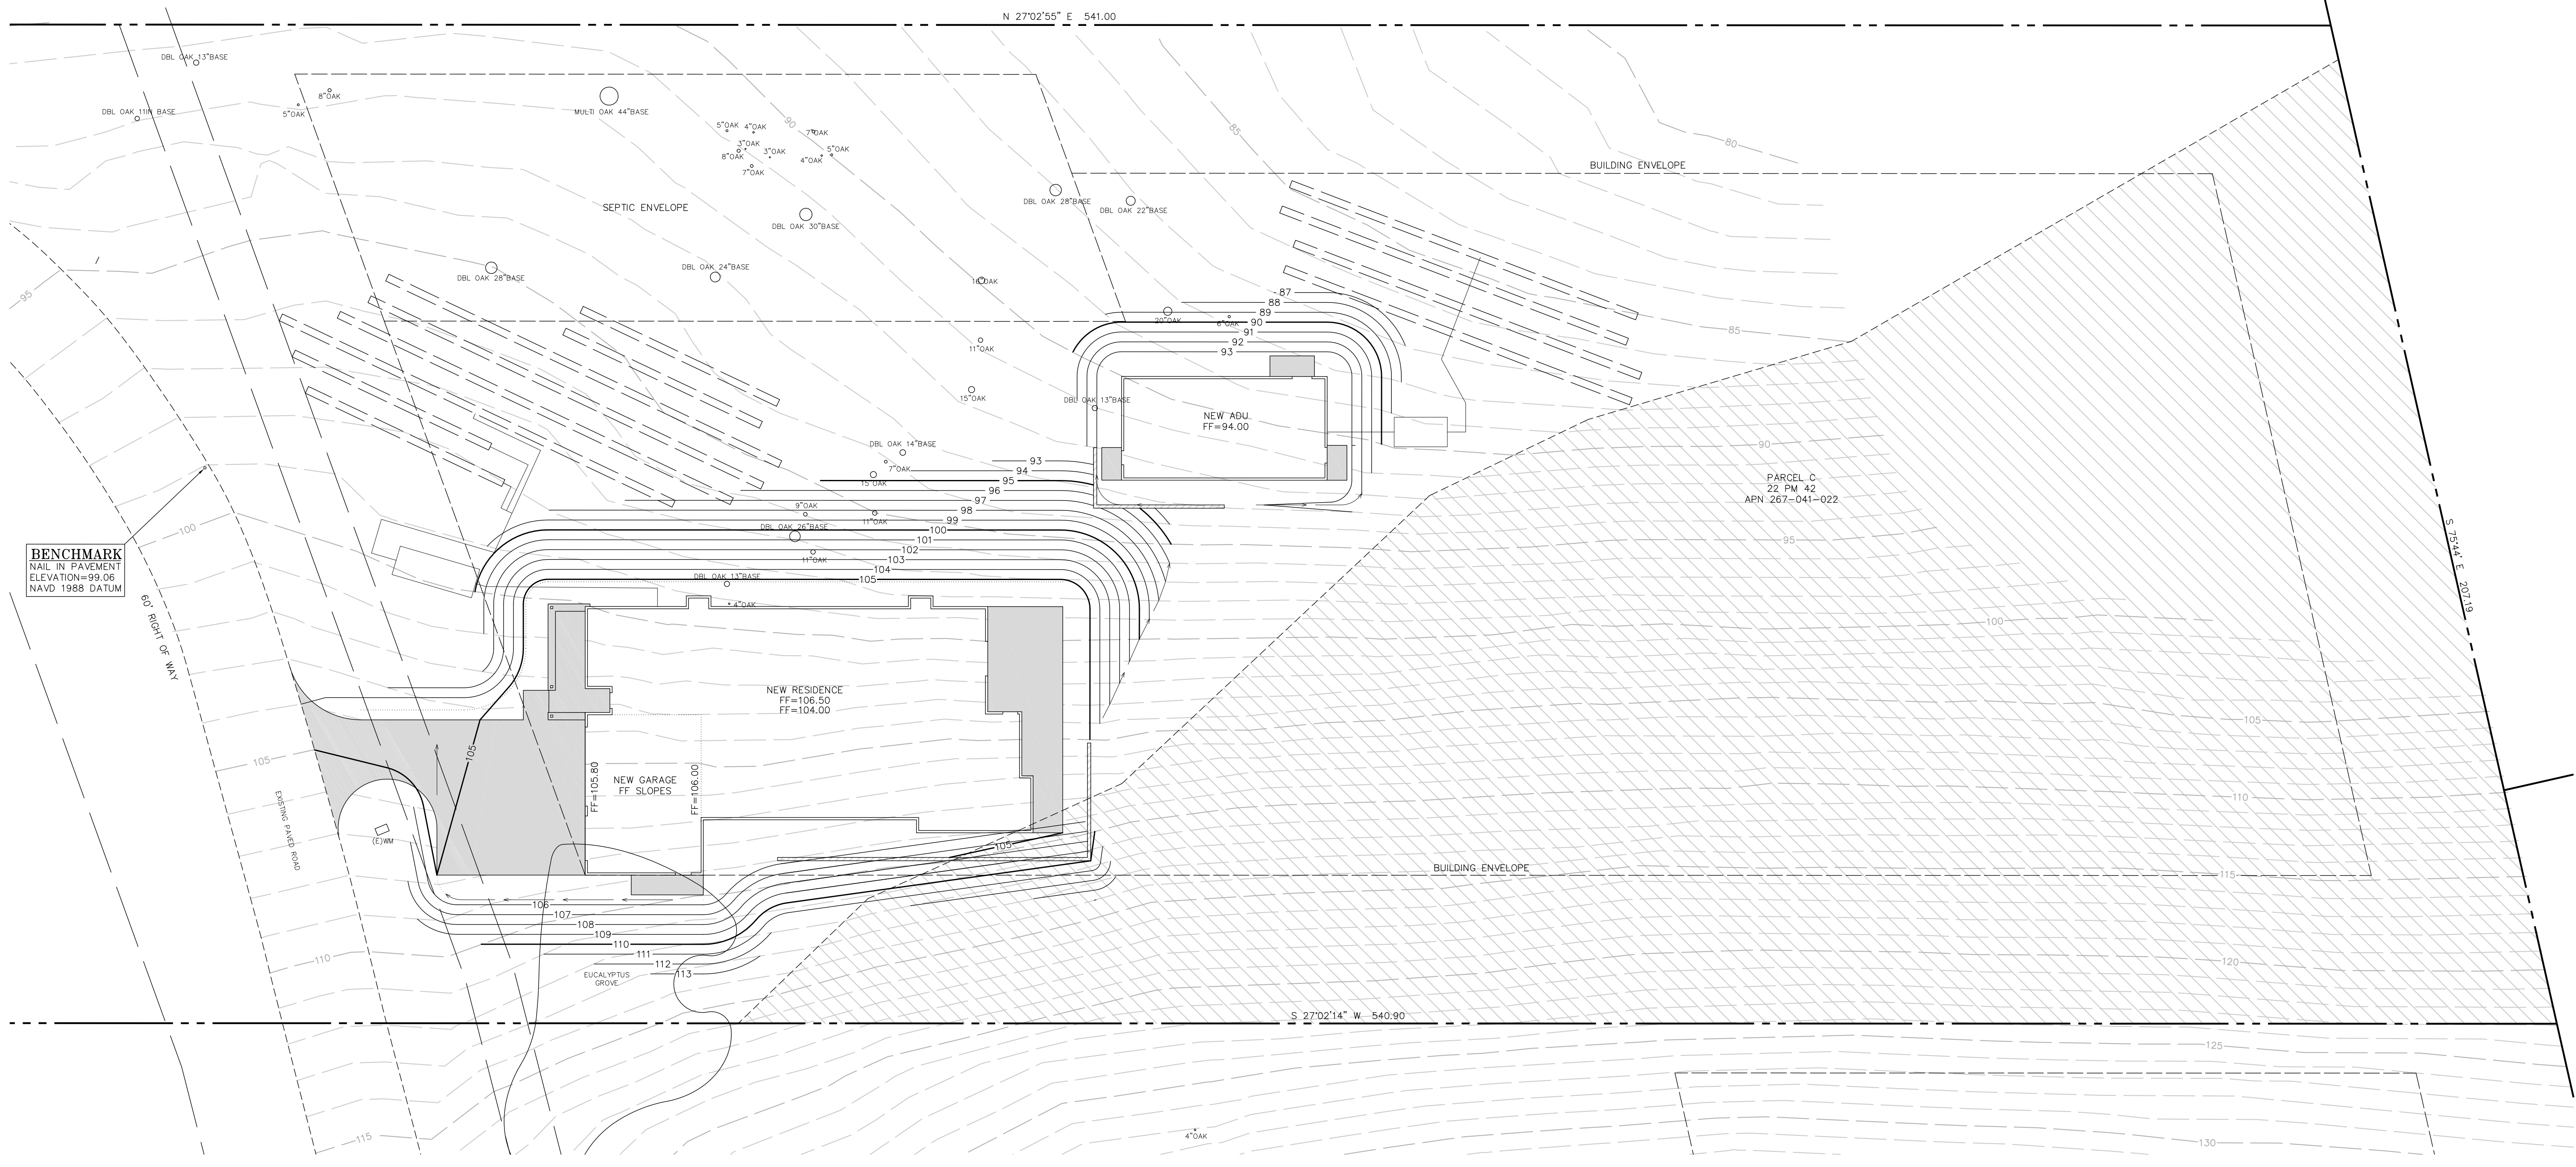 N 27°02'55" E  541.00
DBL OAK 13"BASE
8"OAK
5"OAK
DBL OAK 11IN BASE
MULTI OAK 44"BASE
5"OAK
4"OAK
7"OAK
3"OAK
8"OAK
3"OAK
4"OAK
5"OAK
7"OAK
90
85
80
BUILDING ENVELOPE
SEPTIC ENVELOPE
DBL OAK 30"BASE
DBL OAK 28"BASE
DBL OAK 22"BASE
DBL OAK 28"BASE
DBL OAK 24"BASE
16"OAK
95
87
88
89
90
91
92
93
20"OAK
6"OAK
85
11"OAK
15"OAK
DBL OAK 13"BASE
NEW ADU
FF=94.00
DBL OAK 14"BASE
7"OAK
15"OAK
93
94
95
96
97
98
99
100
101
102
103
104
105
9"OAK
11"OAK
DBL OAK 26"BASE
11"OAK
DBL OAK 13"BASE
4"OAK
90
PARCEL C
22 PM 42
APN 267-041-022
95
100
105
110
115
120
125
130
S 75°44' E  207.19
100
BENCHMARK
NAIL IN PAVEMENT
ELEVATION=99.06
NAVD 1988 DATUM
60' RIGHT OF WAY
NEW RESIDENCE
FF=106.50
FF=104.00
105
105
NEW GARAGE
FF SLOPES
FF=105.80
FF=106.00
EXISTING PAVED ROAD
(E)WM
105
BUILDING ENVELOPE
106
107
108
109
110
111
112
113
110
EUCALYPTUS
GROVE
S 27°02'14" W  540.90
115
4"OAK